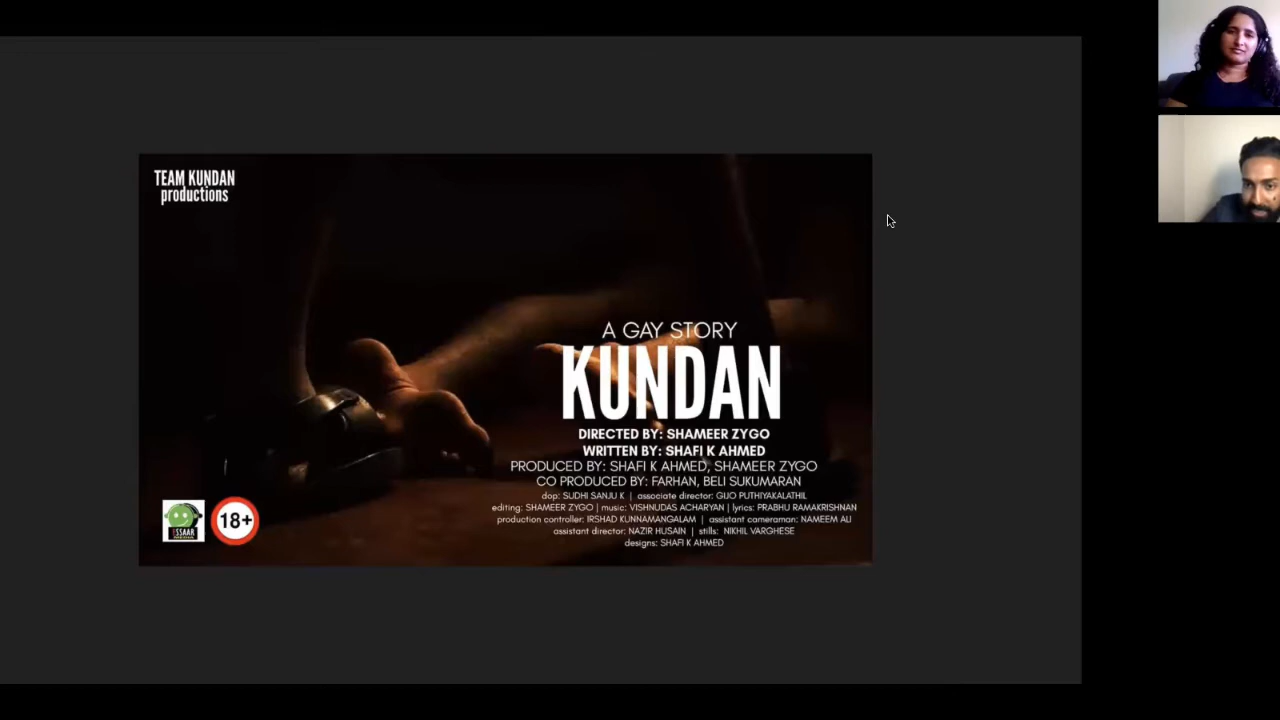 TEAM KUNDAN
productions
A GAY STORY
KUNDAN
DIRECTED BY: SHAMEER ZYGO
WRITTEN BY: SHAFI K AHMED
PRODUCED BY: SHAFI K AHMED, SHAMEER ZYGO
CO PRODUCED BY: FARHAN, BELI SUKUMARAN
dop: SUDHI SANJU K | associate director: GIJO PUTHIYAKALATHIL
editing: SHAMEER ZYGO | music: VISHNUDAS ACHARYAN | lyrics: PRABHU RAMAKRISHNAN
production controller: IRSHAD KUNNAMANGALAM | assistant cameraman: NAMEEM ALI
assistant director: NAZIR HUSAIN | stills: NIKHIL VARGHESE
designs: SHAFI K AHMED
ISSAAR
MEDIA
18+